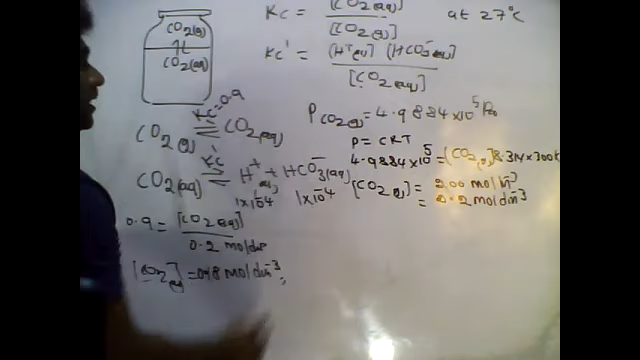 CO2(g)
CO2(aq)
Kc = [CO2(aq)] / [CO2(g)] at 27°C
Kc' = [H+(aq)] [HCO3-(aq)] / [CO2(aq)]
Kc=0.9
CO2(g) ⇌ CO2(aq)
PCO2(g) = 4.9884×10^5 Pa
P = CRT
4.9884×10^5 = [CO2(g)] 8.314×300K
Kc'
CO2(aq) ⇌ H+(aq) + HCO3-(aq)
1×10^-4 1×10^-4
[CO2(g)] = 200 mol m^-3
= 0.2 mol dm^-3
0.9 = [CO2(aq)] / 0.2 mol dm
[CO2(aq)] = 0.18 mol dm^-3